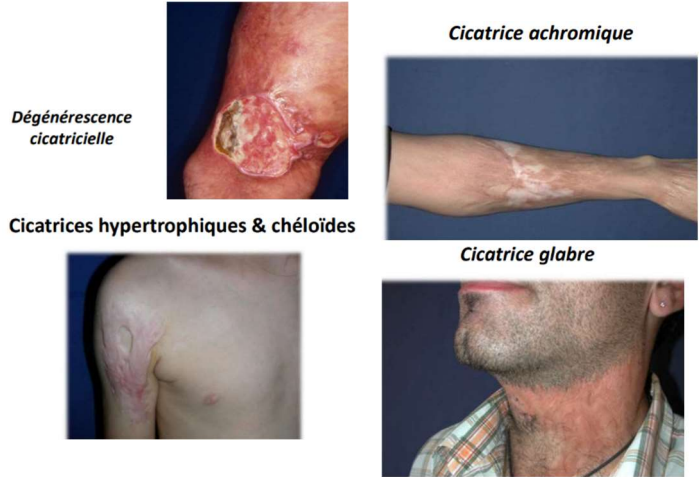 Cicatrice achromique
Dégénérescence
cicatricielle
Cicatrices hypertrophiques & chéloïdes
Cicatrice glabre